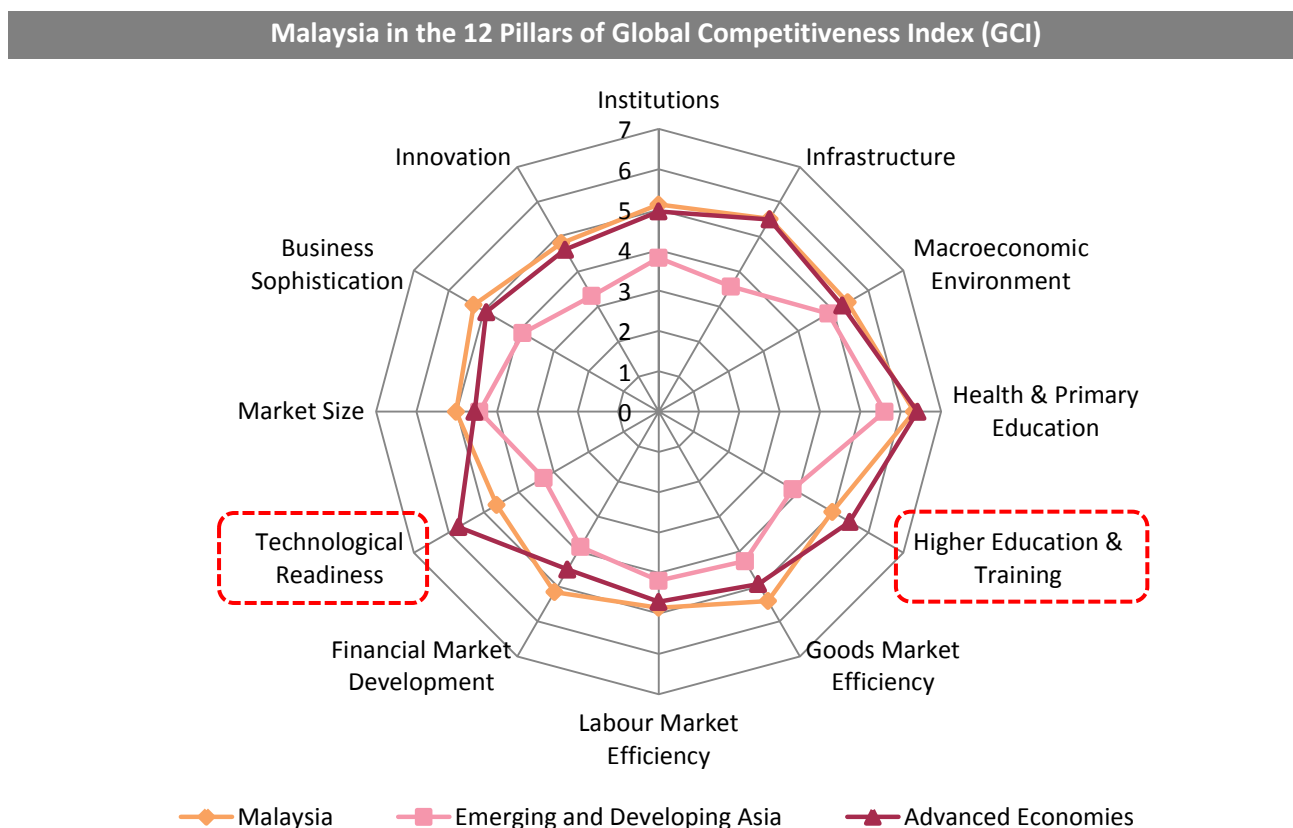 Malaysia in the 12 Pillars of Global Competitiveness Index (GCI)
Institutions
Infrastructure
Macroeconomic
Environment
Health & Primary
Education
Higher Education &
Training
Goods Market
Efficiency
Labour Market
Efficiency
Financial Market
Development
Technological
Readiness
Market Size
Business
Sophistication
Innovation
7
6
5
4
3
2
1
0
Malaysia
Emerging and Developing Asia
Advanced Economies